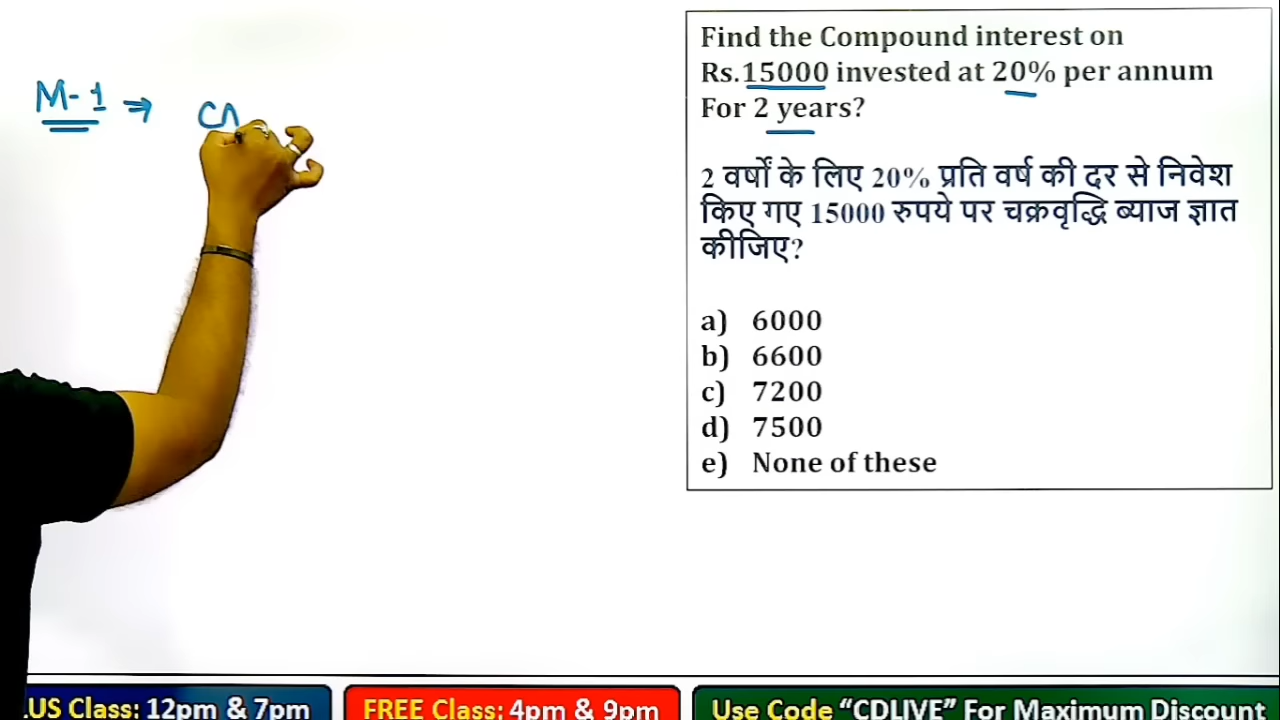 M-1 →
Find the Compound interest on
Rs.15000 invested at 20% per annum
For 2 years?
2 वर्षों के लिए 20% प्रति वर्ष की दर से निवेश
किए गए 15000 रुपये पर चक्रवृद्धि ब्याज ज्ञात
कीजिए?
a) 6000
b) 6600
c) 7200
d) 7500
e) None of these
US Class: 12pm & 7pm
FREE Class: 4pm & 9pm
Use Code “CDLIVE” For Maximum Discount